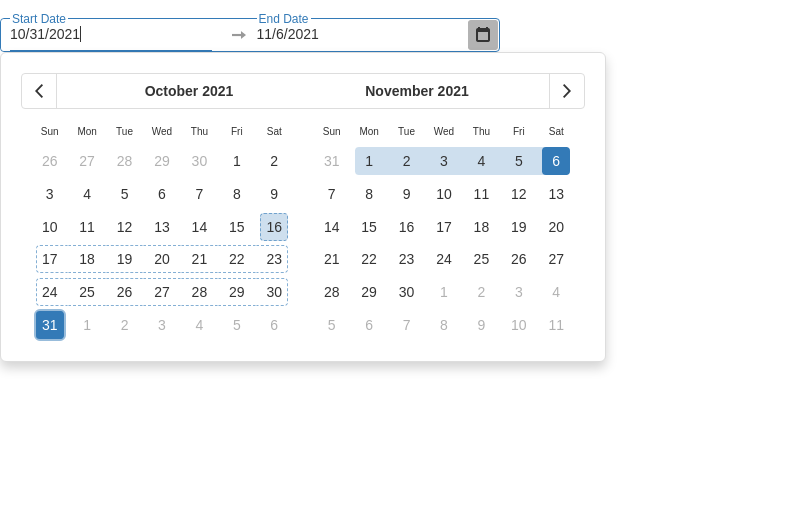 Start Date End Date
10/31/2021 11/6/2021
October 2021 November 2021
Sun Mon Tue Wed Thu Fri Sat Sun Mon Tue Wed Thu Fri Sat
26 27 28 29 30 1 2 31 1 2 3 4 5 6
3 4 5 6 7 8 9 7 8 9 10 11 12 13
10 11 12 13 14 15 16 14 15 16 17 18 19 20
17 18 19 20 21 22 23 21 22 23 24 25 26 27
24 25 26 27 28 29 30 28 29 30 1 2 3 4
31 1 2 3 4 5 6 5 6 7 8 9 10 11